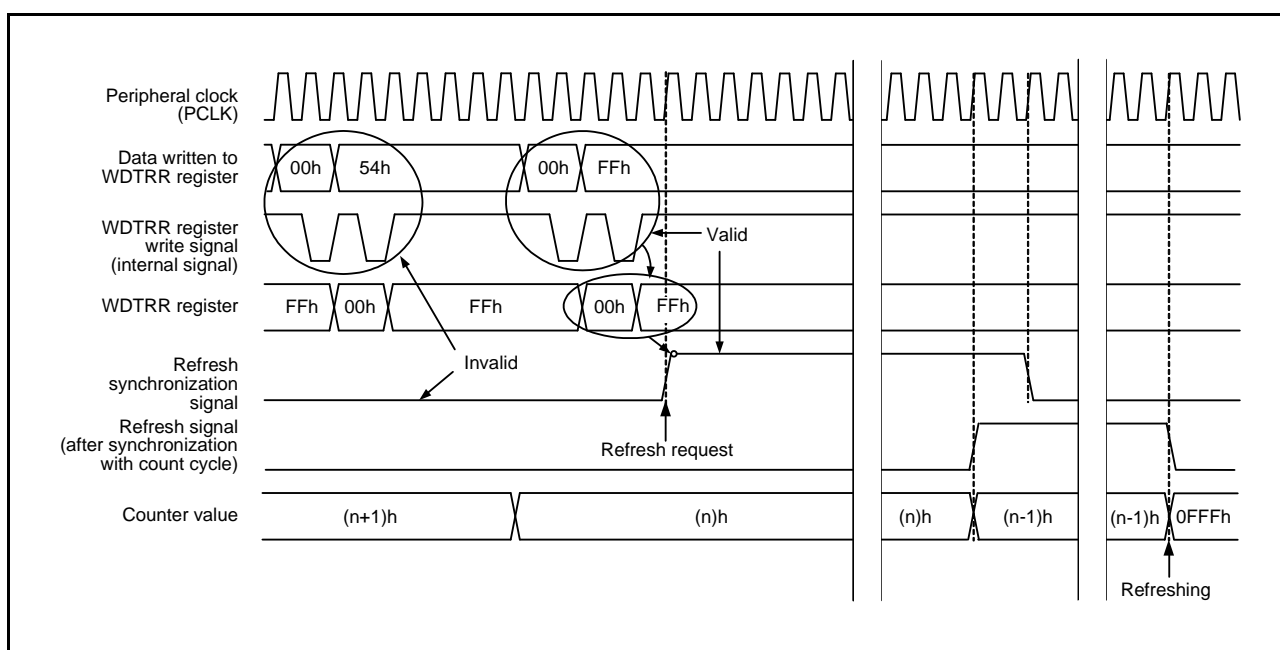 Peripheral clock
(PCLK)
Data written to
WDTRR register
00h 54h 00h FFh
WDTRR register
write signal
(internal signal)
Valid
WDTRR register
FFh 00h FFh 00h FFh
Refresh
synchronization
signal
Invalid
Refresh signal
(after synchronization
with count cycle)
Refresh request
Counter value
(n+1)h (n)h (n)h (n-1)h (n-1)h 0FFFh
Refreshing